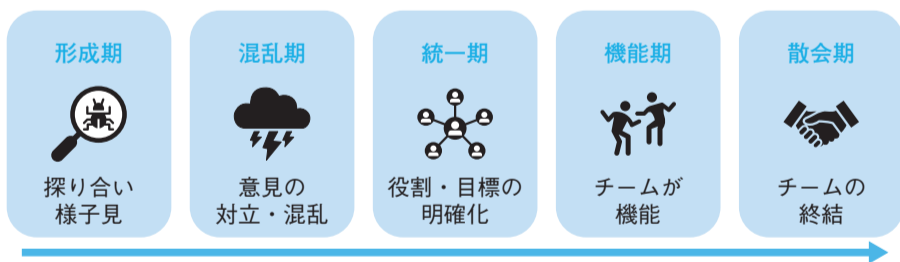 形成期
探り合い
様子見
混乱期
意見の
対立・混乱
統一期
役割・目標の
明確化
機能期
チームが
機能
散会期
チームの
終結